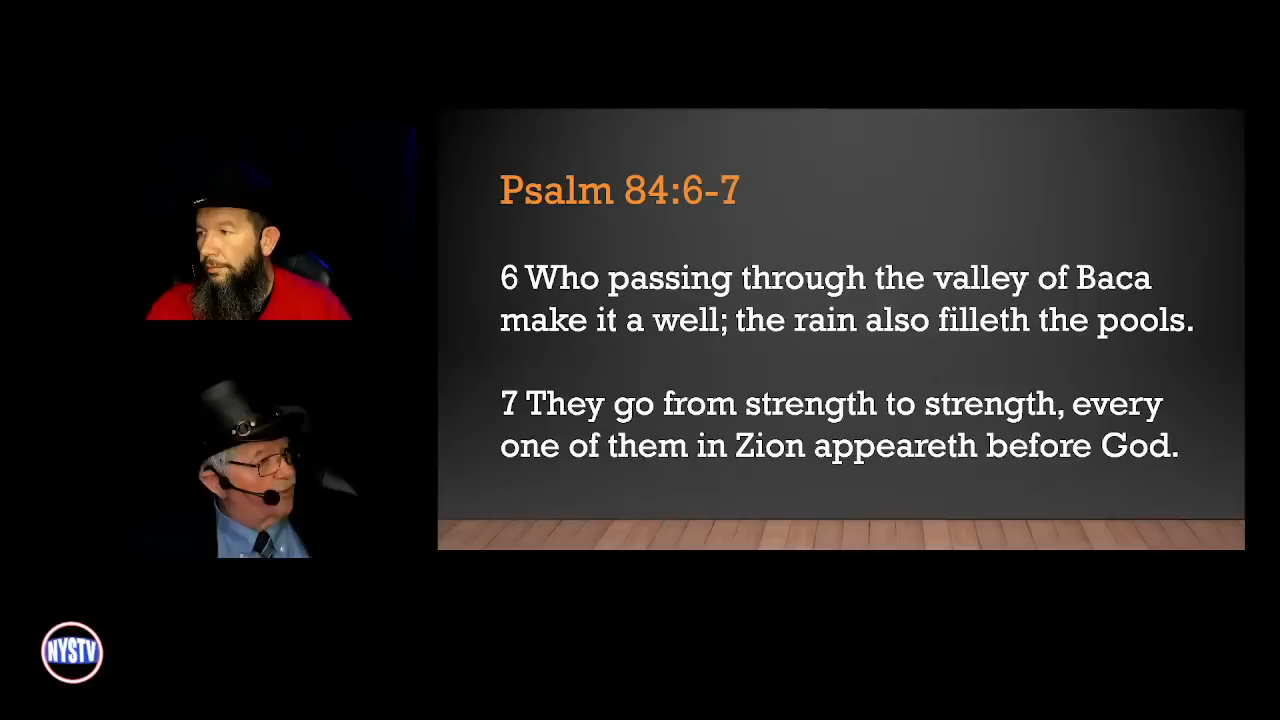 Psalm 84:6-7
6 Who passing through the valley of Baca
make it a well; the rain also filleth the pools.
7 They go from strength to strength, every
one of them in Zion appeareth before God.
NYSTV